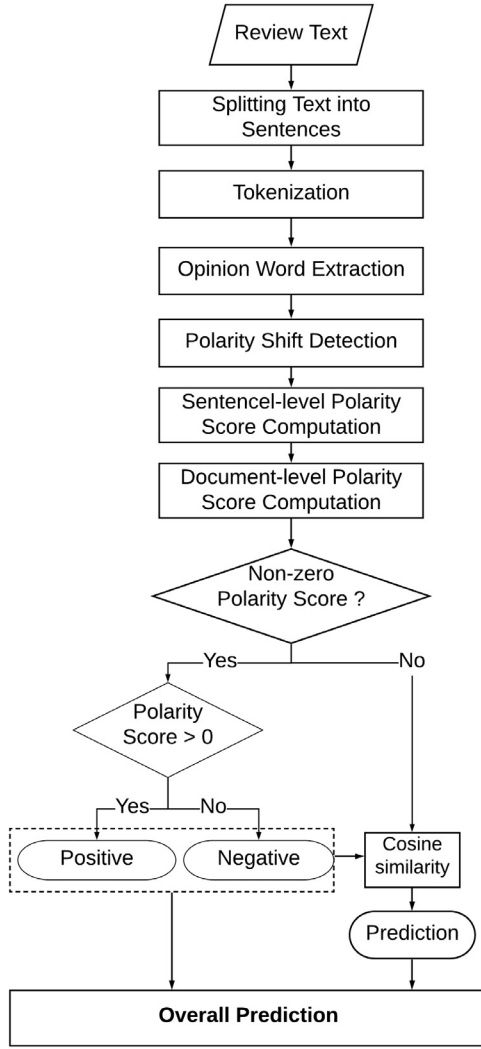 Review Text
Splitting Text into
Sentences
Tokenization
Opinion Word Extraction
Polarity Shift Detection
Sentencel-level Polarity
Score Computation
Document-level Polarity
Score Computation
Non-zero
Polarity Score ?
Yes
No
Polarity
Score > 0
Yes
No
Positive
Negative
Cosine
similarity
Prediction
Overall Prediction